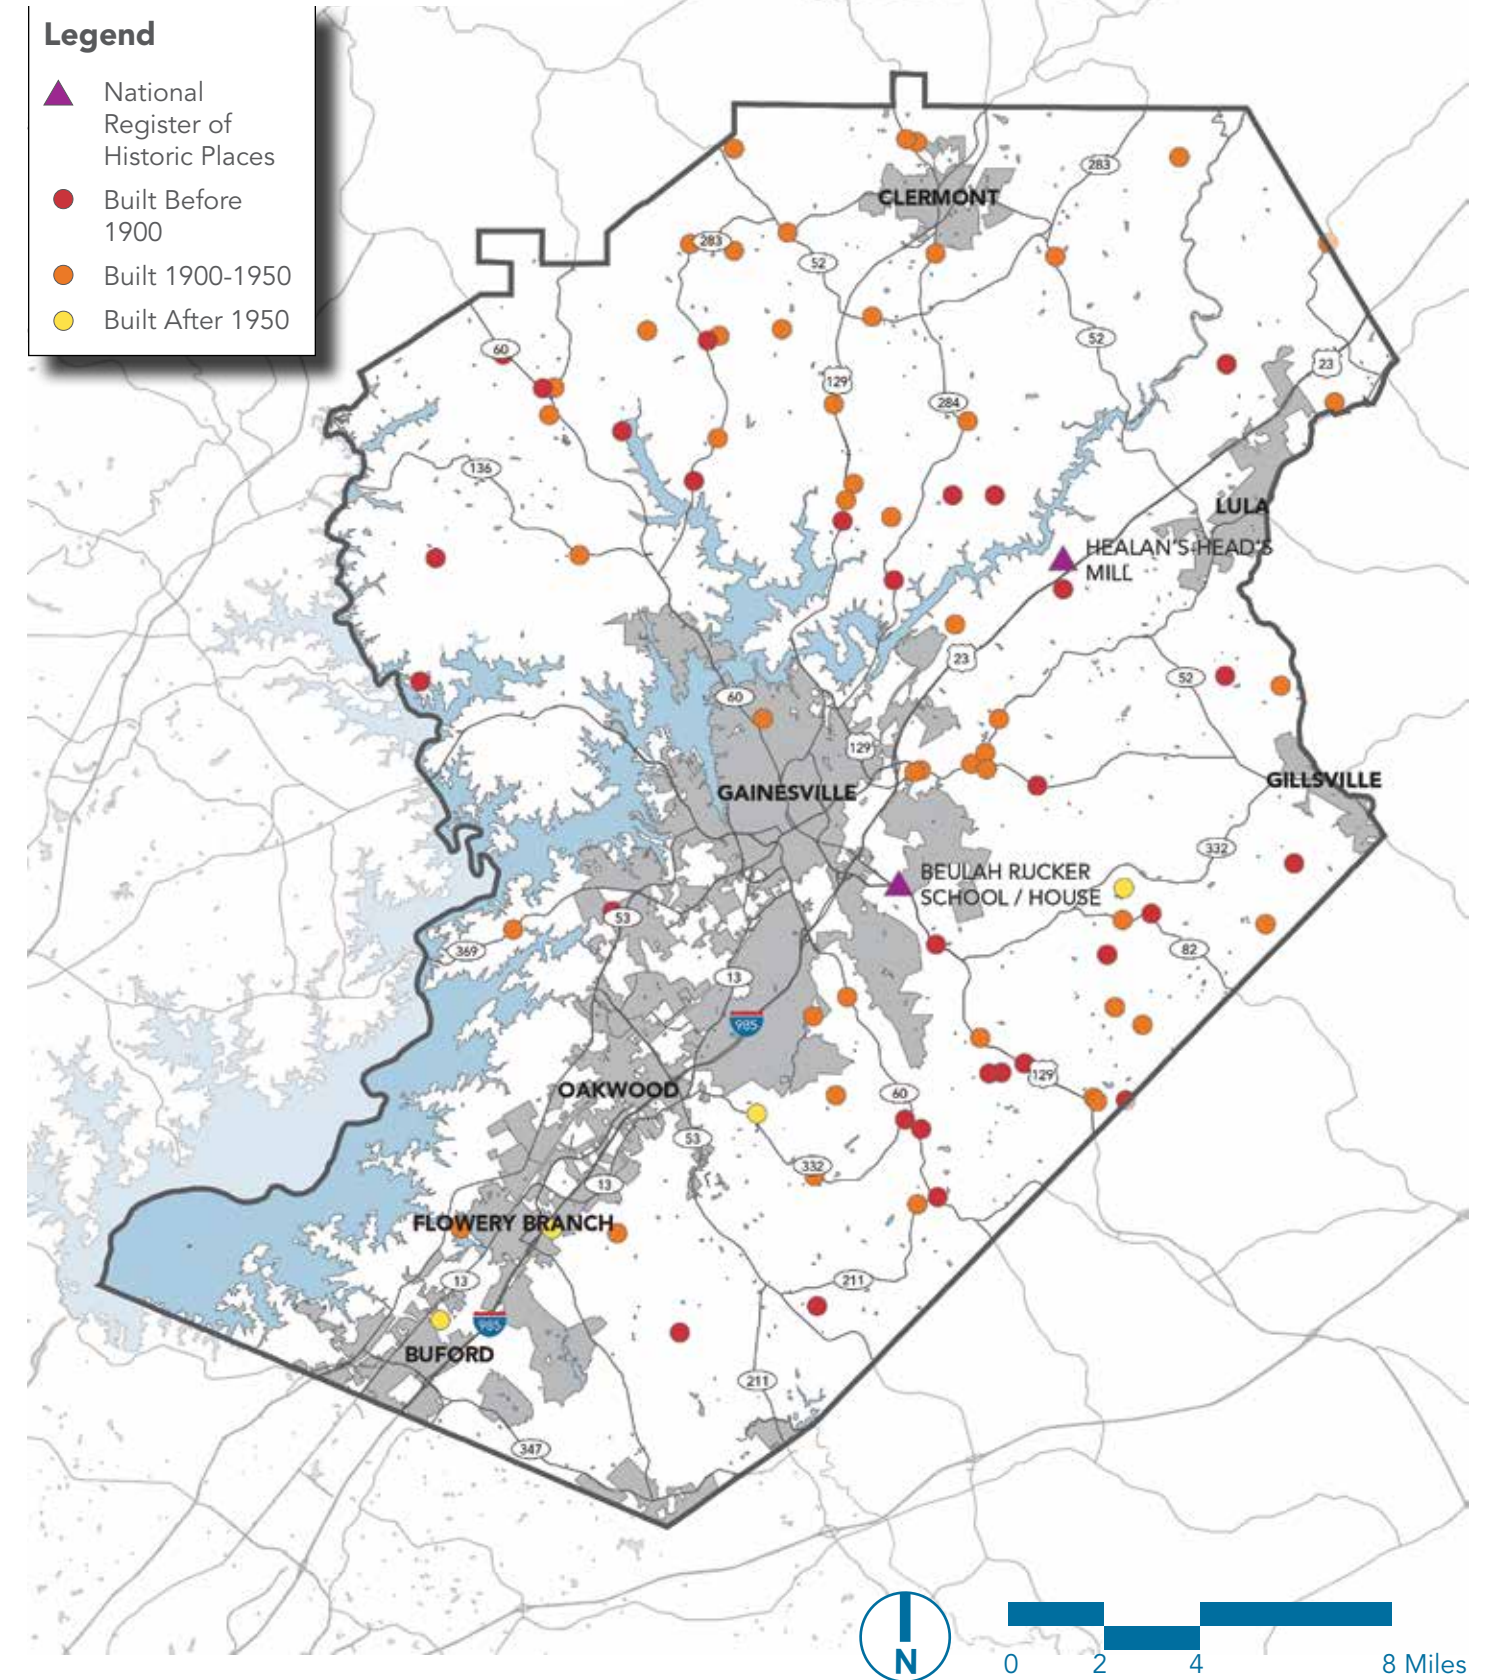 Legend
National
Register of
Historic Places
Built Before
1900
Built 1900-1950
Built After 1950
283
CLERMONT
283
52
60
52
23
129
284
136
LULA
HEALAN'S-HEAD'S
MILL
23
52
60
129
GAINESVILLE
GILLSVILLE
332
BEULAH RUCKER
SCHOOL / HOUSE
53
369
82
13
985
129
OAKWOOD
60
53
332
13
FLOWERY BRANCH
13
211
985
BUFORD
211
347
N
0 2 4 8 Miles